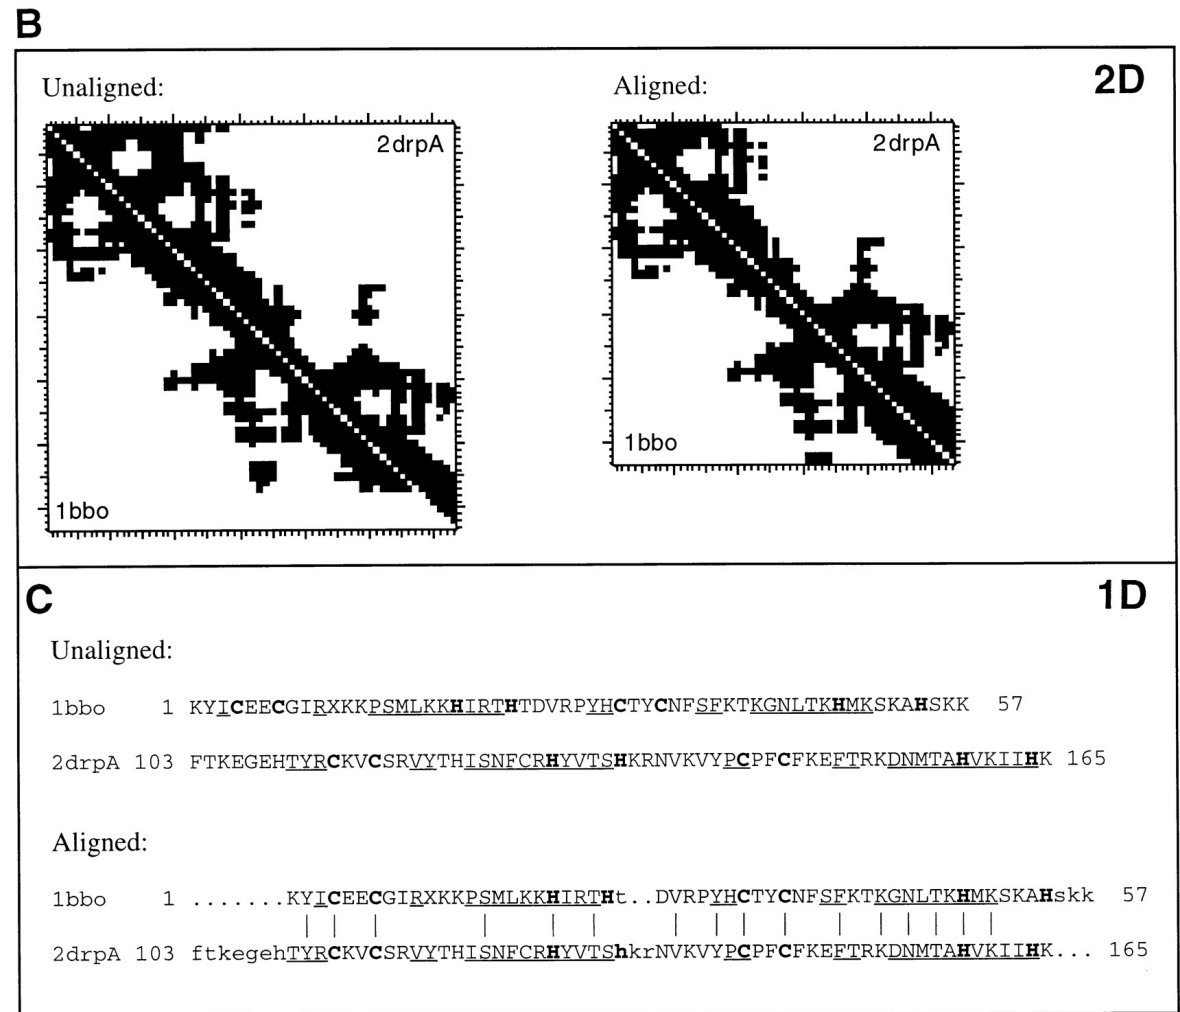 B
Unaligned:
Aligned:
2D
2drpA
2drpA
1bbo
1bbo
C
1D
Unaligned:
1bbo 1 KYICEECGIRXKKPSMLKKHIRTHTDVRPYHCTYCNFSFKTKGNLTKHMKSKAHSKK 57
2drpA 103 FTKEGEHTYRCKVCSRVYTHISNFCRHYVTSHKRNVKVYPCPFCFKEFTRKDNMTAHVKIIHK 165
Aligned:
1bbo 1 .......KYICEECGIRXKKPSMLKKHIRTHt..DVRPYHCTYCNFSFKTKGNLTKHMKSKAHskk 57
2drpA 103 ftkegehTYRCKVCSRVYTHISNFCRHYVTShkrNVKVYPCPFCFKEFTRKDNMTAHVKIIHK... 165